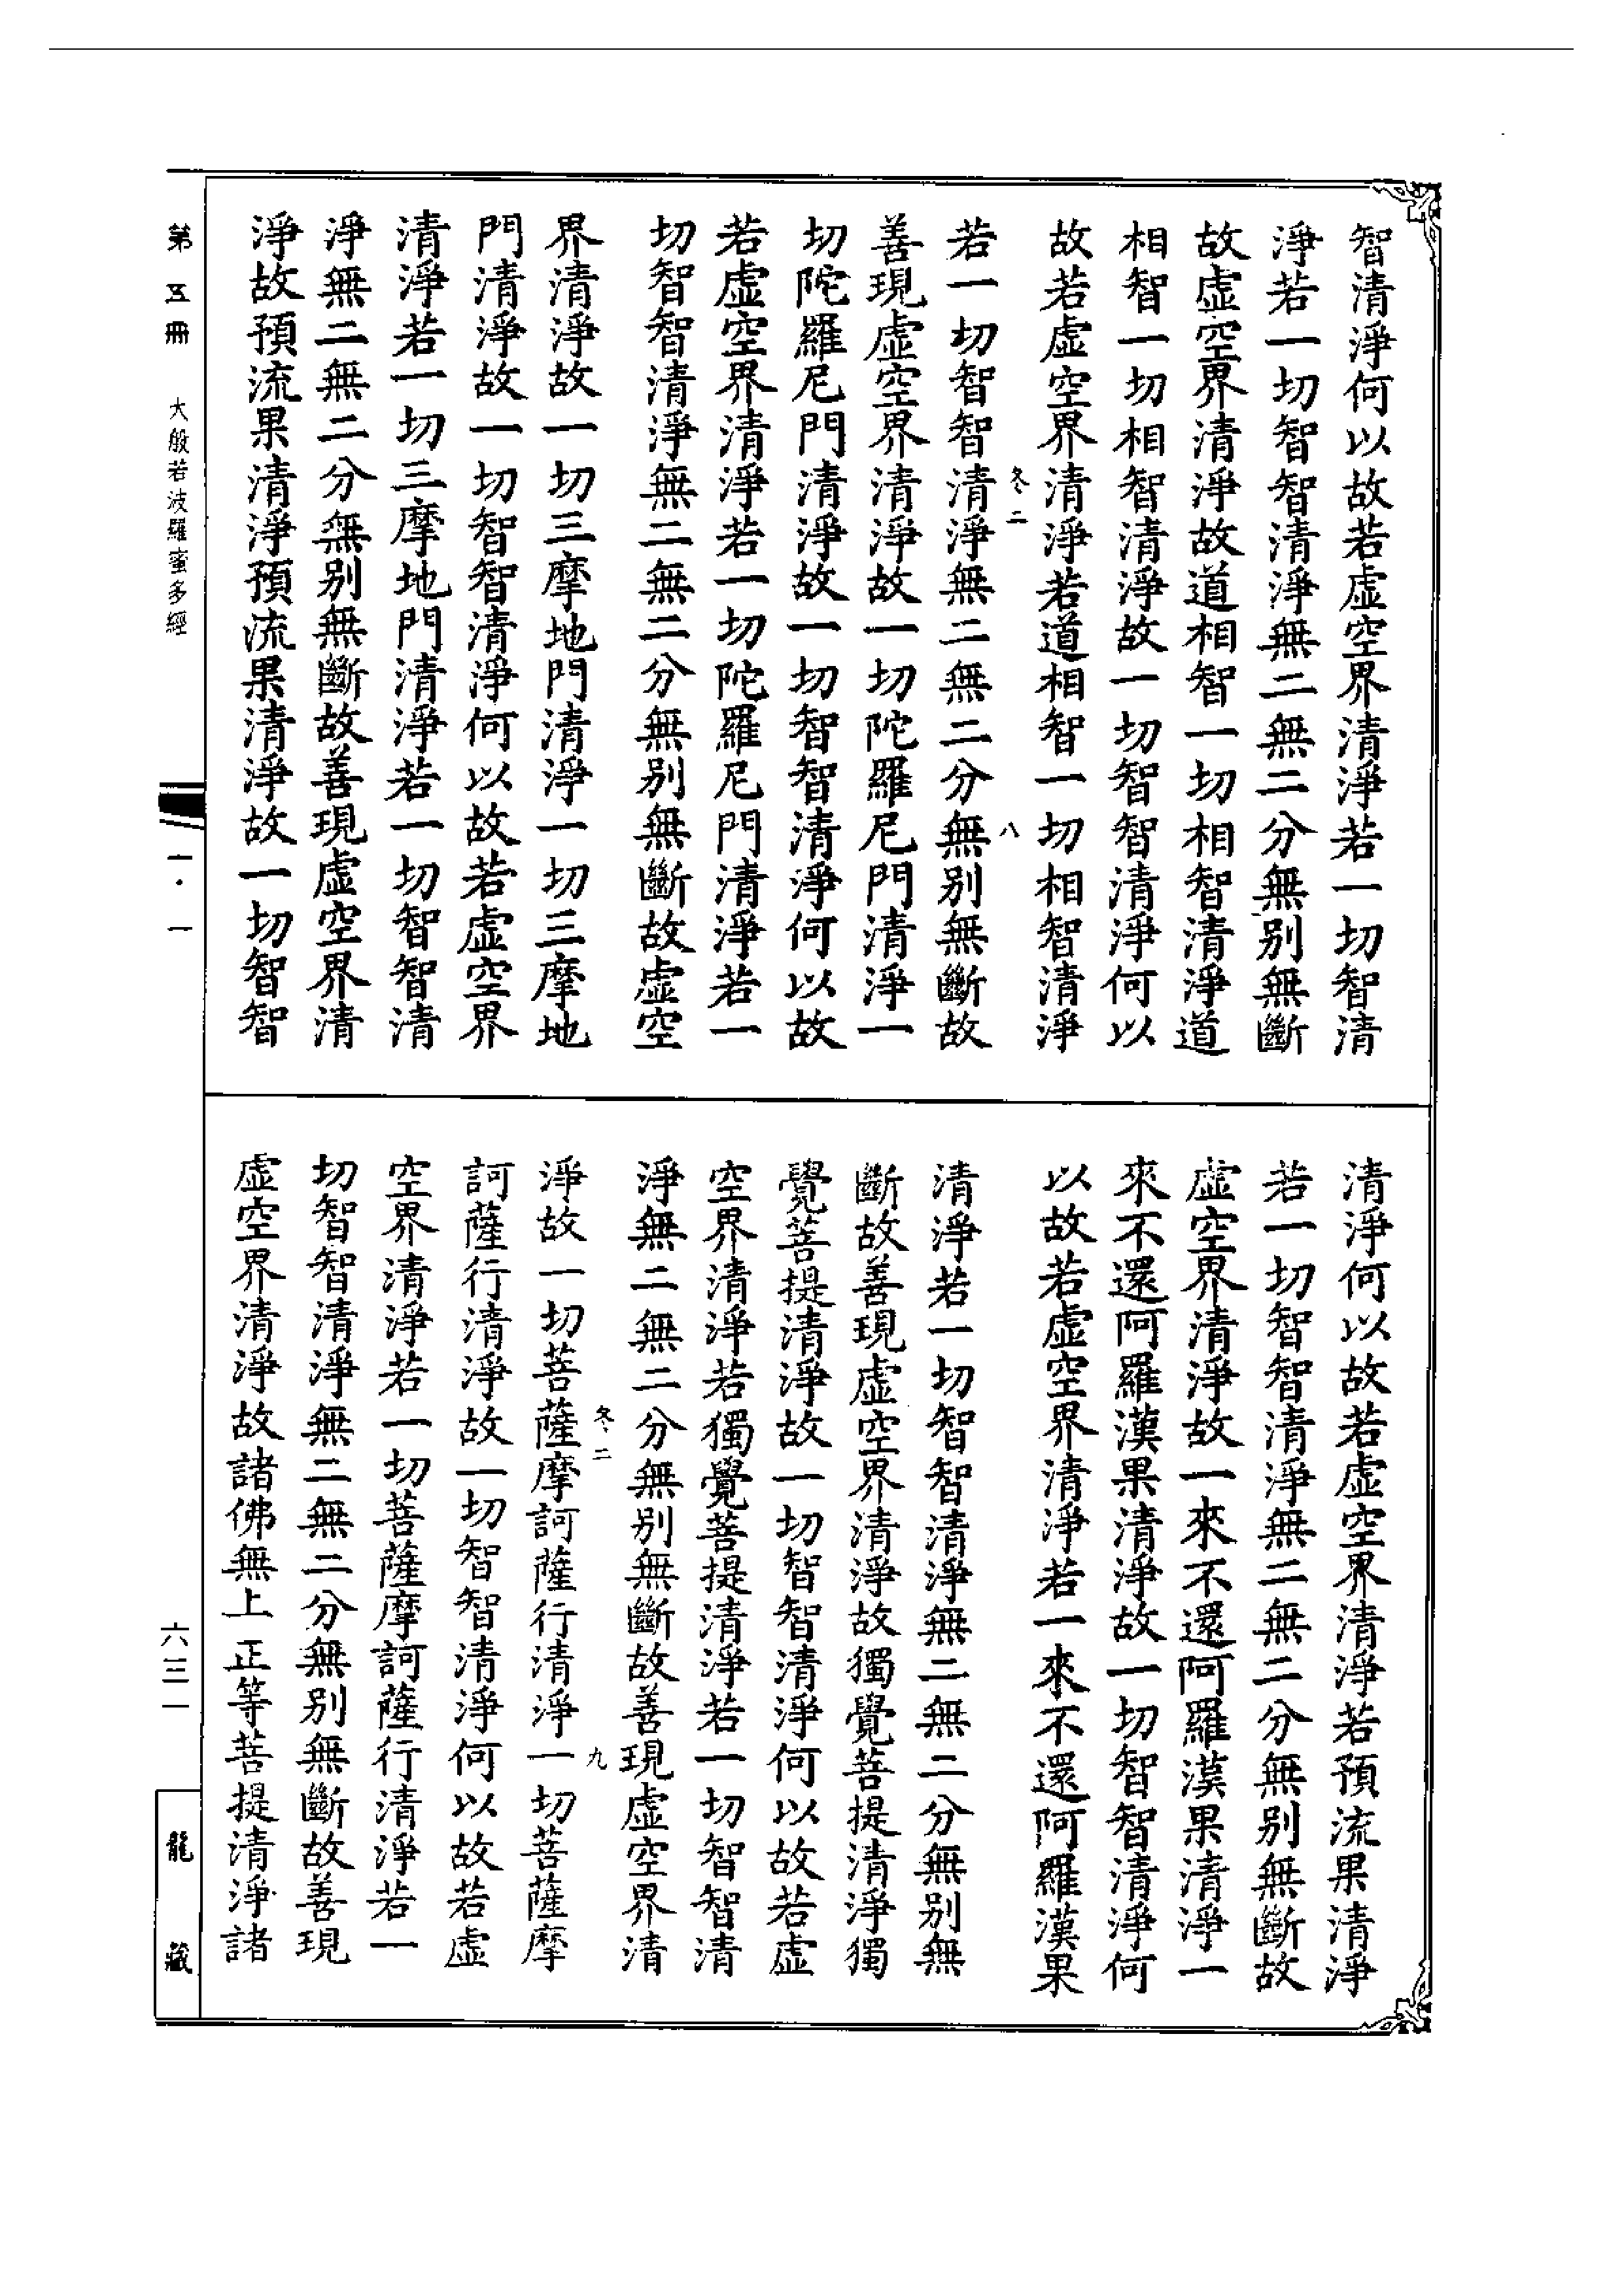 智清淨何以故若虛空界清淨若一切智清
淨若一切智智清淨無二無二分無別無斷
故虛空界清淨故道相智一切相智清淨道
相智一切相智清淨故一切智智清淨何以
故若虛空界清淨若道相智一切相智清淨
冬二 八
若一切智智清淨無二無二分無別無斷故
善現虛空界清淨故一切陀羅尼門清淨一
切陀羅尼門清淨故一切智智清淨何以故
若虛空界清淨若一切陀羅尼門清淨若一
切智智清淨無二無二分無別無斷故虛空
界清淨故一切三摩地門清淨一切三摩地
門清淨故一切智智清淨何以故若虛空界
清淨若一切三摩地門清淨若一切智智清
淨無二無二分無別無斷故善現虛空界清
淨故預流果清淨預流果清淨故一切智智
清淨何以故若虛空界清淨若預流果清淨
若一切智智清淨無二無二分無別無斷故
虛空界清淨故一來不還阿羅漢果清淨一
來不還阿羅漢果清淨故一切智智清淨何
以故若虛空界清淨若一來不還阿羅漢果
清淨若一切智智清淨無二無二分無別無
斷故善現虛空界清淨故獨覺菩提清淨獨
覺菩提清淨故一切智智清淨何以故若虛
空界清淨若獨覺菩提清淨若一切智智清
淨無二無二分無別無斷故善現虛空界清
冬二 九
淨故一切菩薩摩訶薩行清淨一切菩薩摩
訶薩行清淨故一切智智清淨何以故若虛
空界清淨若一切菩薩摩訶薩行清淨若一
切智智清淨無二無二分無別無斷故善現
虛空界清淨故諸佛無上正等菩提清淨諸
第五冊 大般若波羅蜜多經 一·一 六三一
龍藏